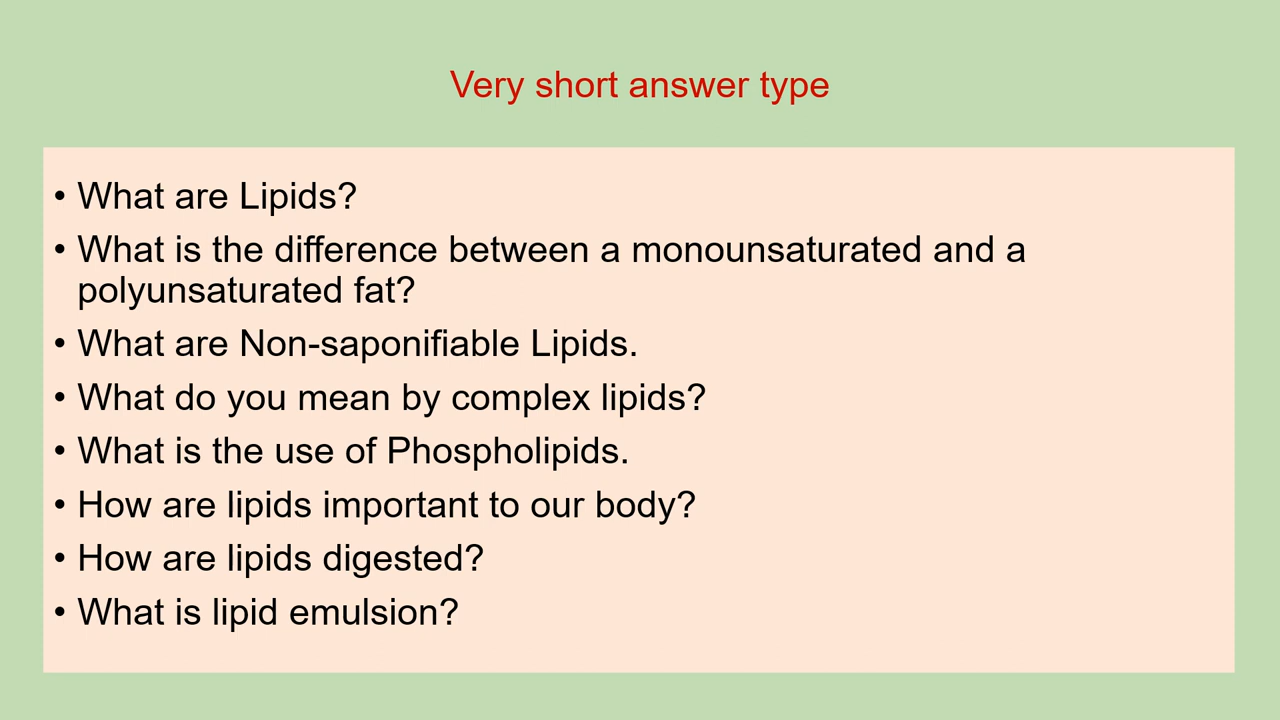 Very short answer type
• What are Lipids?
• What is the difference between a monounsaturated and a
polyunsaturated fat?
• What are Non-saponifiable Lipids.
• What do you mean by complex lipids?
• What is the use of Phospholipids.
• How are lipids important to our body?
• How are lipids digested?
• What is lipid emulsion?